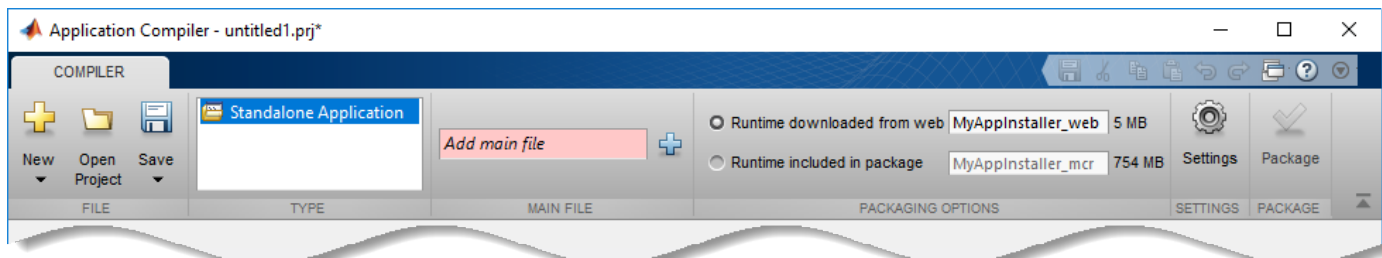 Application Compiler - untitled1.prj*
COMPILER
New
Open
Project
Save
Standalone Application
Add main file
Runtime downloaded from web MyAppInstaller_web 5 MB
Runtime included in package MyAppInstaller_mcr 754 MB
Settings
Package
FILE TYPE MAIN FILE PACKAGING OPTIONS SETTINGS PACKAGE